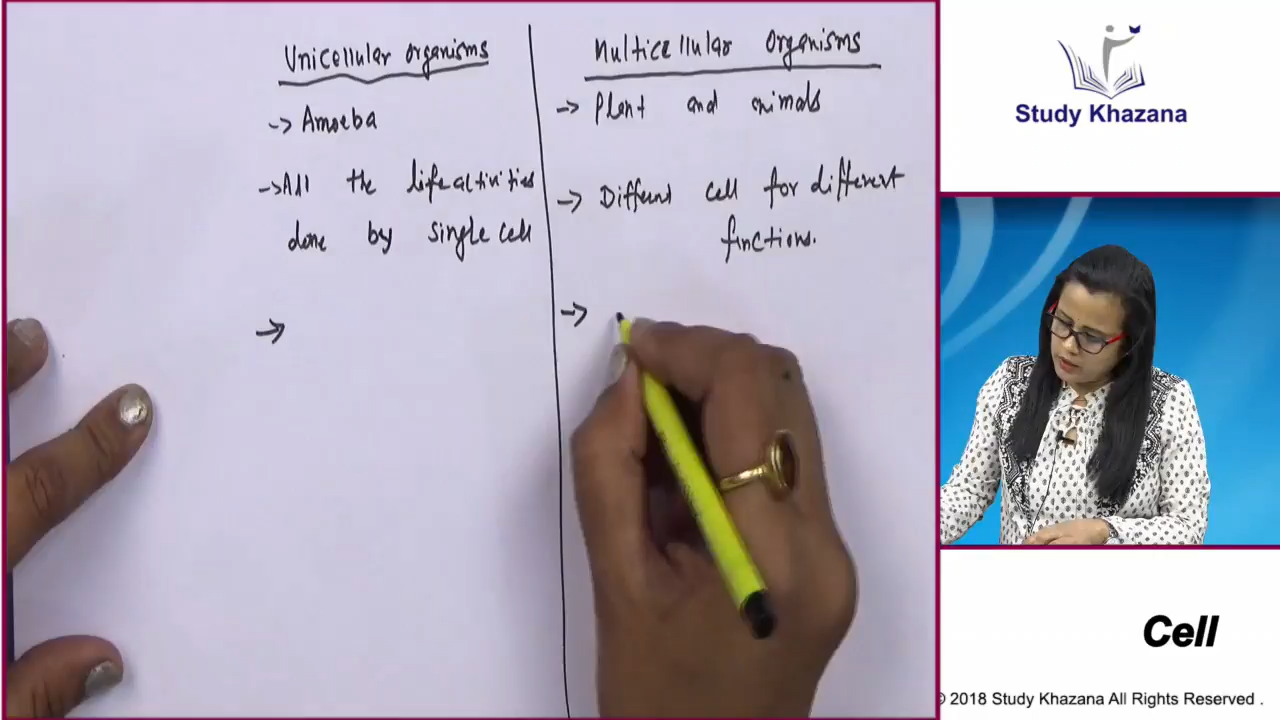 Unicellular organisms
-> Amoeba
-> All the life activities
done by single cell
->
Multicellular organisms
-> Plant and animals
-> Different cell for different
functions.
->
Study Khazana
Cell
© 2018 Study Khazana All Rights Reserved .